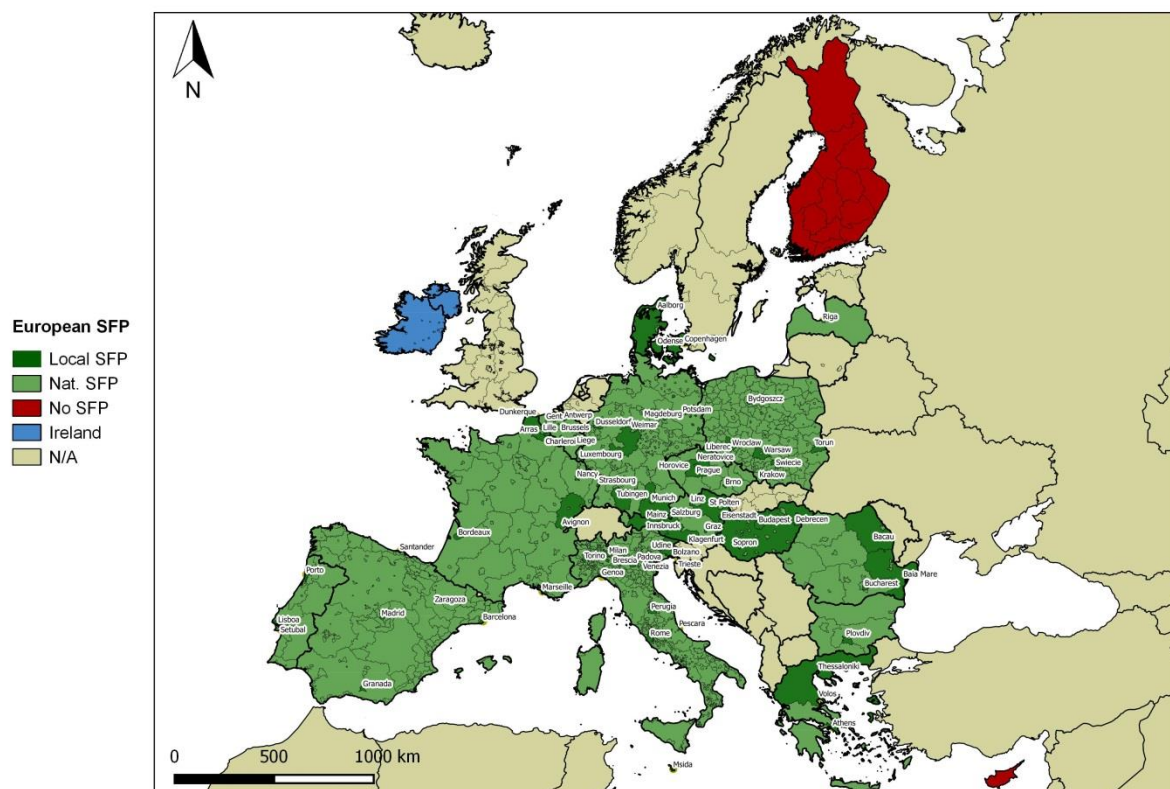 N
European SFP
Local SFP
Nat. SFP
No SFP
Ireland
N/A
Aalborg
Odense
Copenhagen
Riga
Dunkerque
Gent
Antwerp
Dusseldorf
Magdeburg
Potsdam
Bydgoszcz
Arras
Lille
Brussels
Weimar
Charleroi
Liege
Liberec
Wroclaw
Torun
Luxembourg
Neratovice
Warsaw
Horovice
Prague
Swiecie
Nancy
Strasbourg
Brno
Krakow
Tubingen
Munich
Linz
St Polten
Mainz
Salzburg
Eisenstadt
Budapest
Debrecen
Avignon
Innsbruck
Graz
Bordeaux
Klagenfurt
Sopron
Bacau
Santander
Torino
Milan
Udine
Bolzano
Brescia
Padova
Trieste
Venezia
Genoa
Baia Mare
Porto
Marseille
Bucharest
Zaragoza
Madrid
Barcelona
Perugia
Lisboa
Pescara
Setubal
Rome
Plovdiv
Thessaloniki
Granada
Volos
Athens
Msida
0 500 1000 km